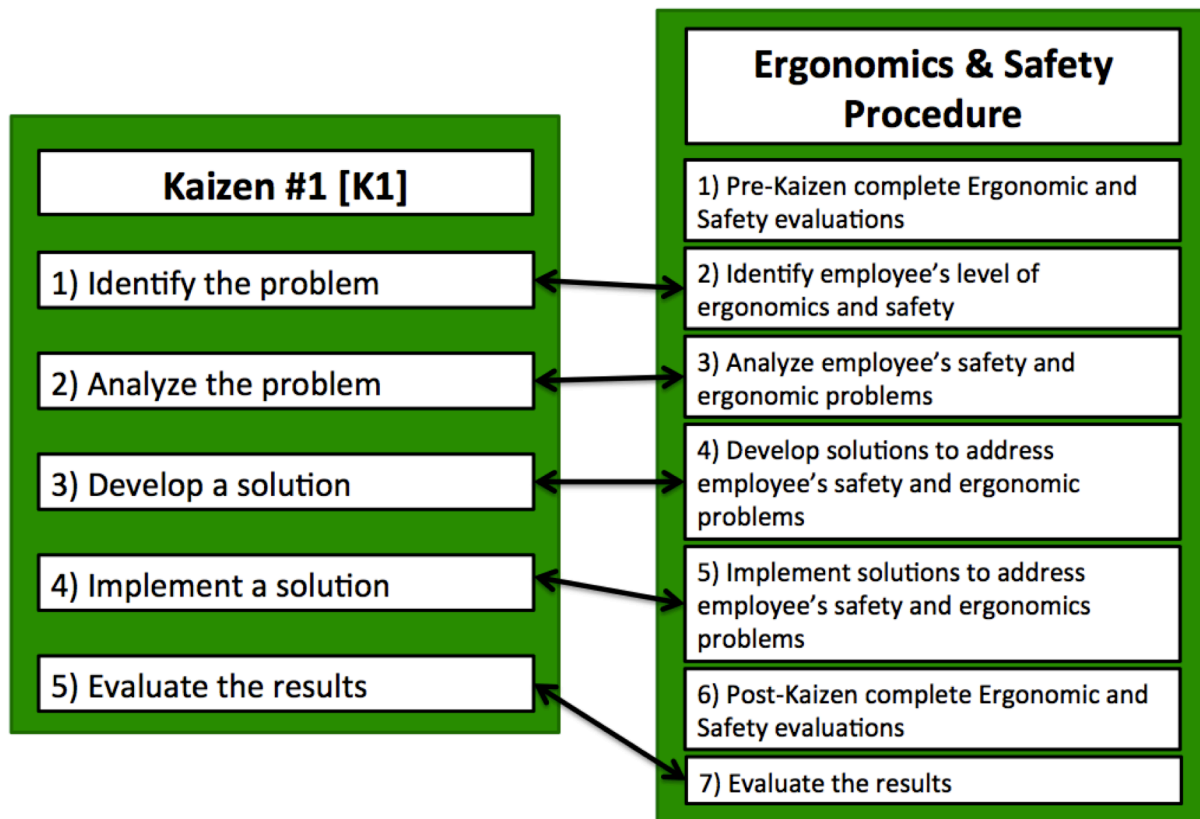 Kaizen #1 [K1]
1) Identify the problem
2) Analyze the problem
3) Develop a solution
4) Implement a solution
5) Evaluate the results
Ergonomics & Safety
Procedure
1) Pre-Kaizen complete Ergonomic and
Safety evaluations
2) Identify employee’s level of
ergonomics and safety
3) Analyze employee’s safety and
ergonomic problems
4) Develop solutions to address
employee’s safety and ergonomic
problems
5) Implement solutions to address
employee’s safety and ergonomics
problems
6) Post-Kaizen complete Ergonomic and
Safety evaluations
7) Evaluate the results